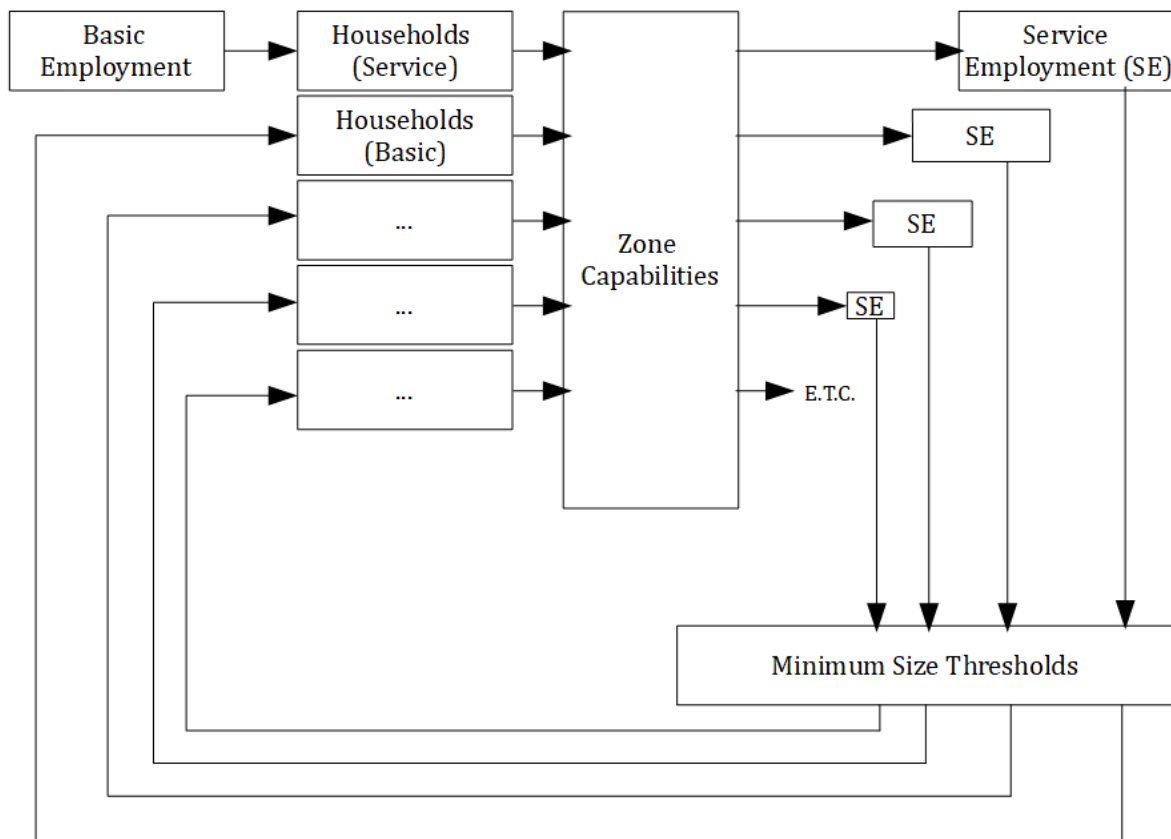 Basic
Employment
Households
(Service)
Service
Employment (SE)
Households
(Basic)
SE
...
SE
Zone
Capabilities
...
SE
...
E.T.C.
Minimum Size Thresholds